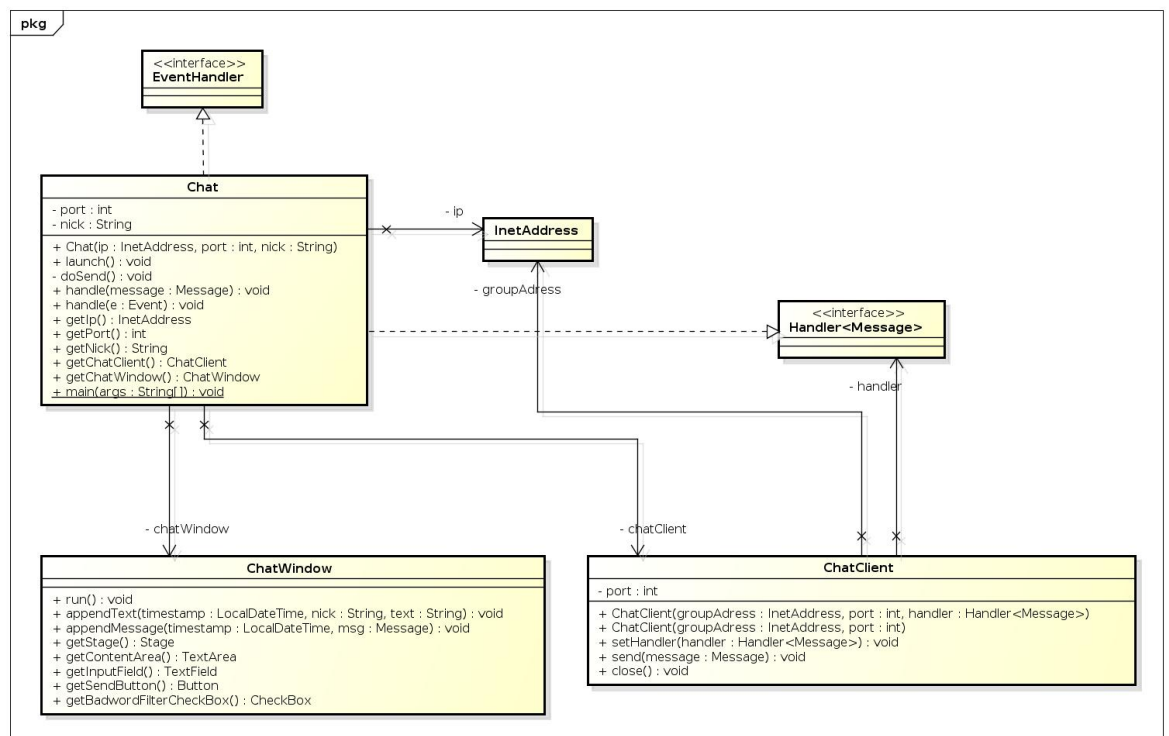 pkg
<<interface>>
EventHandler
Chat
- port : int
- nick : String
+ Chat(ip : InetAddress, port : int, nick : String)
+ launch() : void
- doSend() : void
+ handle(message : Message) : void
+ handle(e : Event) : void
+ getIp() : InetAddress
+ getPort() : int
+ getNick() : String
+ getChatClient() : ChatClient
+ getChatWindow() : ChatWindow
+ main(args : String[]) : void
- ip
InetAddress
- groupAdress
<<interface>>
Handler<Message>
- handler
- chatWindow
- chatClient
ChatWindow
+ run() : void
+ appendText(timestamp : LocalDateTime, nick : String, text : String) : void
+ appendMessage(timestamp : LocalDateTime, msg : Message) : void
+ getStage() : Stage
+ getContentArea() : TextArea
+ getInputField() : TextField
+ getSendButton() : Button
+ getBadwordFilterCheckBox() : CheckBox
ChatClient
- port : int
+ ChatClient(groupAdress : InetAddress, port : int, handler : Handler<Message>)
+ ChatClient(groupAdress : InetAddress, port : int)
+ setHandler(handler : Handler<Message>) : void
+ send(message : Message) : void
+ close() : void